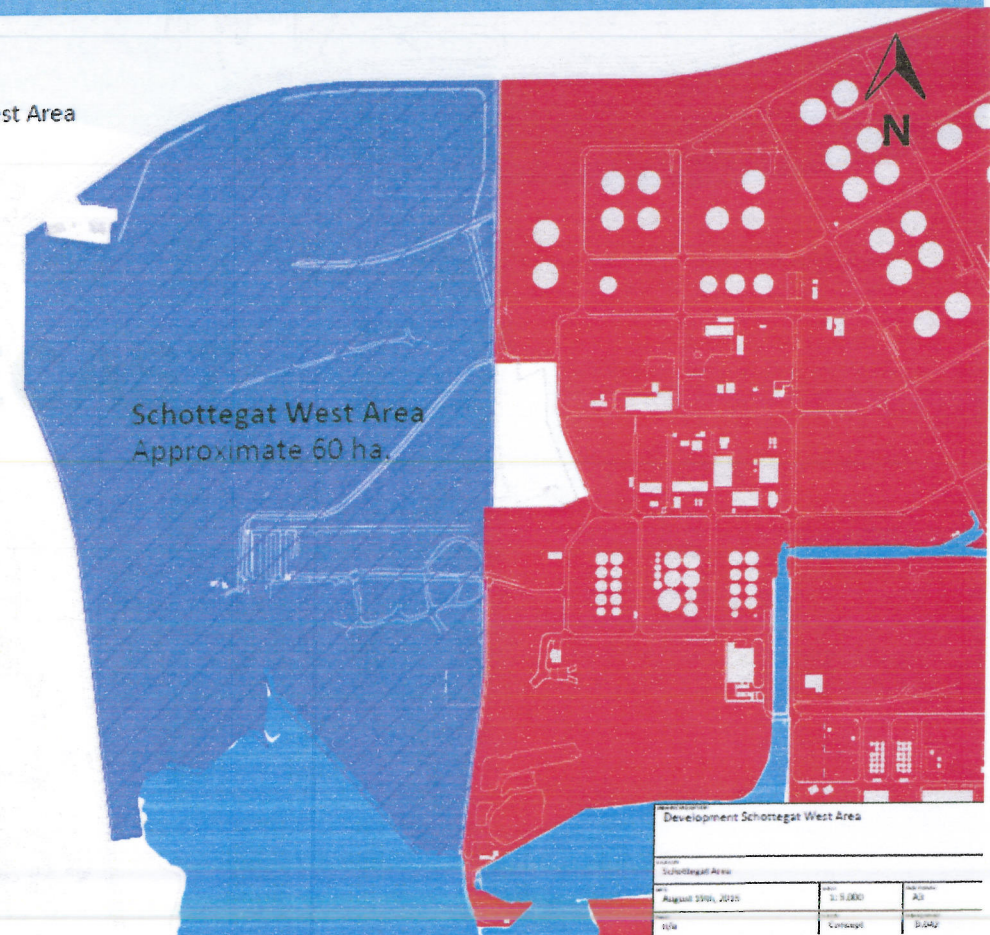 st Area
N
Schottegat West Area
Approximate 60 ha.
Development Schottegat West Area
Schottegat Area
August 19th, 2015
1: 5.000
A3
n/a
Concept